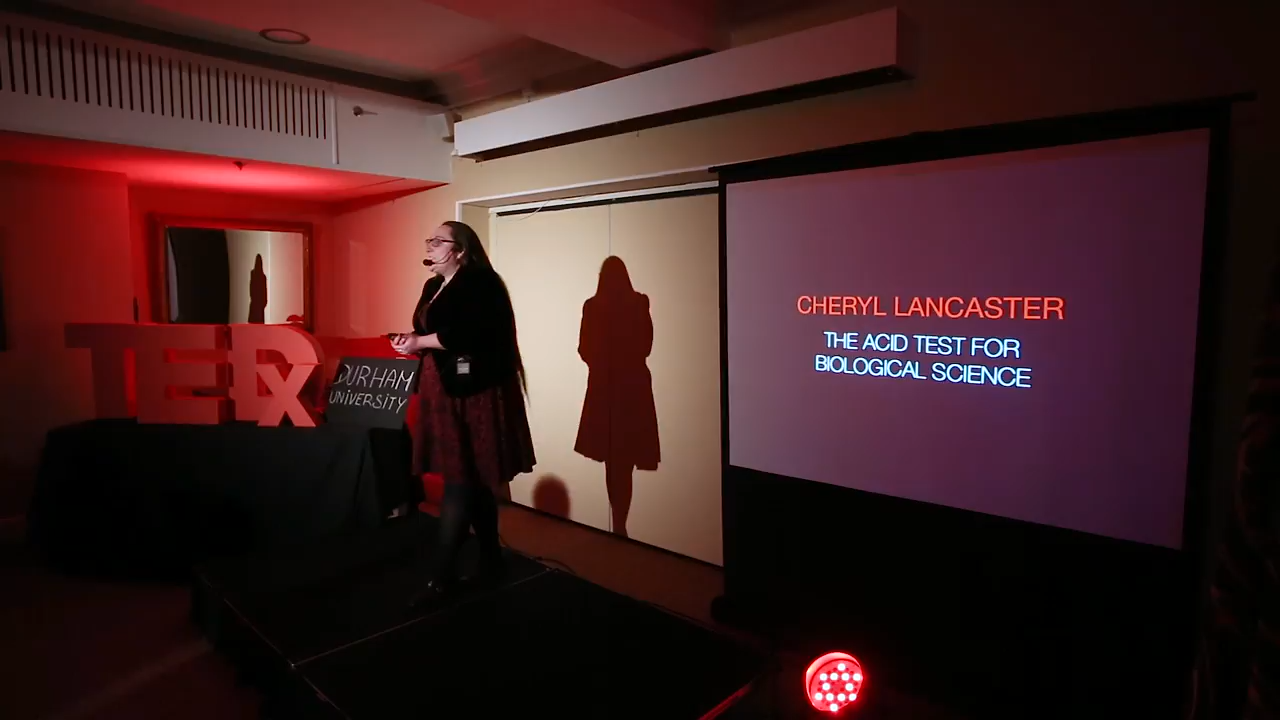 TEDx
DURHAM
UNIVERSITY
CHERYL LANCASTER
THE ACID TEST FOR
BIOLOGICAL SCIENCE